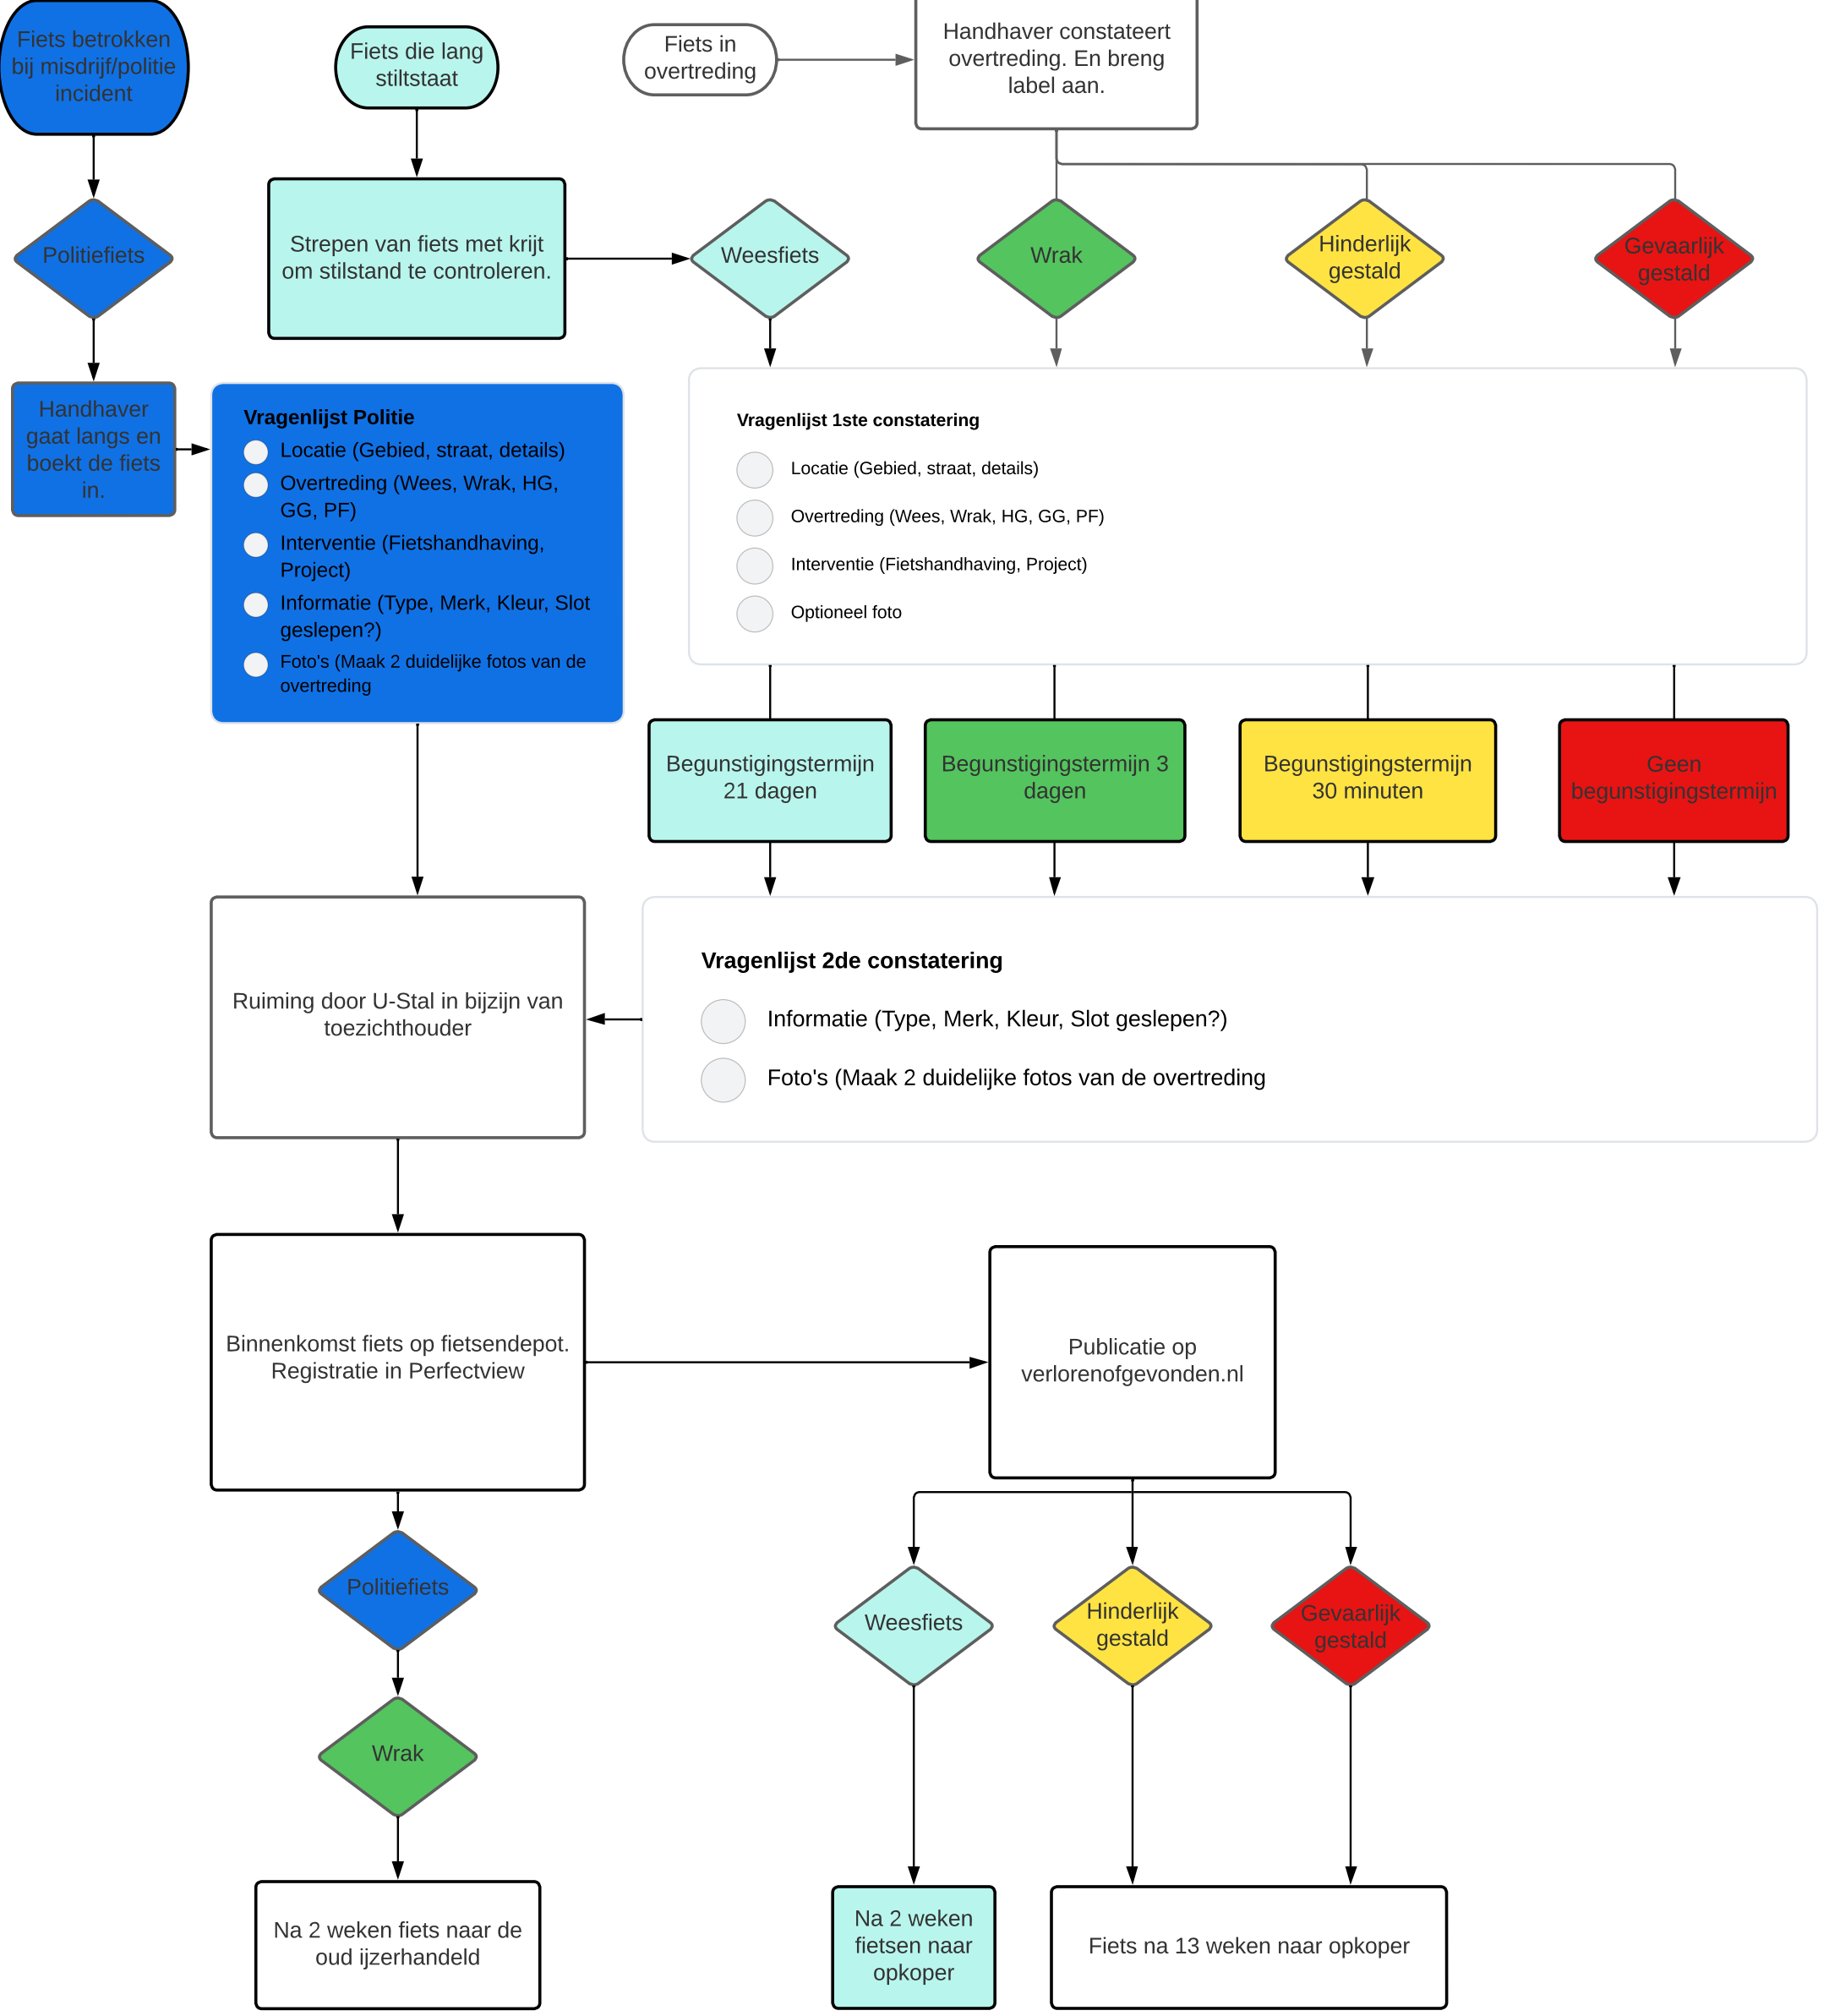 Fiets betrokken
bij misdrijf/politie
incident
Fiets die lang
stiltstaat
Fiets in
overtreding
Handhaver constateert
overtreding. En breng
label aan.
Politiefiets
Strepen van fiets met krijt
om stilstand te controleren.
Weesfiets
Wrak
Hinderlijk
gestald
Gevaarlijk
gestald
Handhaver
gaat langs en
boekt de fiets
in.
Vragenlijst Politie
Locatie (Gebied, straat, details)
Overtreding (Wees, Wrak, HG,
GG, PF)
Interventie (Fietshandhaving,
Project)
Informatie (Type, Merk, Kleur, Slot
geslepen?)
Foto's (Maak 2 duidelijke fotos van de
overtreding
Vragenlijst 1ste constatering
Locatie (Gebied, straat, details)
Overtreding (Wees, Wrak, HG, GG, PF)
Interventie (Fietshandhaving, Project)
Optioneel foto
Begunstigingstermijn
21 dagen
Begunstigingstermijn 3
dagen
Begunstigingstermijn
30 minuten
Geen
begunstigingstermijn
Ruiming door U-Stal in bijzijn van
toezichthouder
Vragenlijst 2de constatering
Informatie (Type, Merk, Kleur, Slot geslepen?)
Foto's (Maak 2 duidelijke fotos van de overtreding
Binnenkomst fiets op fietsendepot.
Registratie in Perfectview
Publicatie op
verlorenofgevonden.nl
Politiefiets
Weesfiets
Hinderlijk
gestald
Gevaarlijk
gestald
Wrak
Na 2 weken fiets naar de
oud ijzerhandeld
Na 2 weken
fietsen naar
opkoper
Fiets na 13 weken naar opkoper